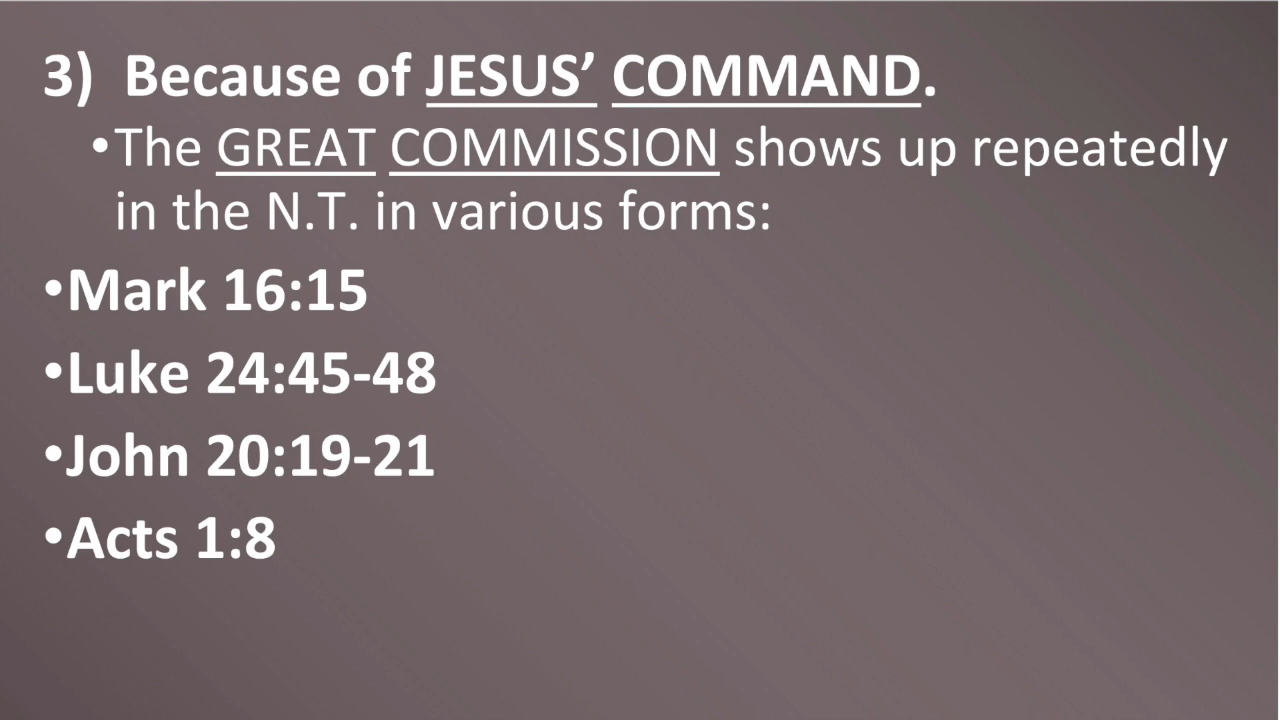 3) Because of JESUS’ COMMAND.
•The GREAT COMMISSION shows up repeatedly
in the N.T. in various forms:
•Mark 16:15
•Luke 24:45-48
•John 20:19-21
•Acts 1:8